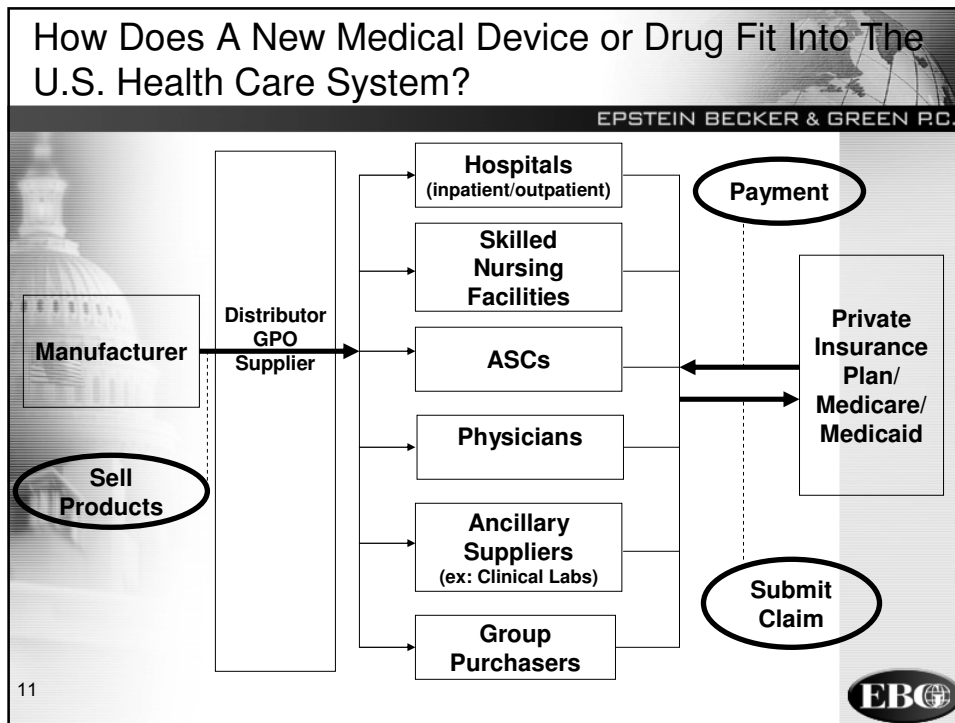 How Does A New Medical Device or Drug Fit Into The
U.S. Health Care System?
EPSTEIN BECKER & GREEN P.C.
Manufacturer
Sell
Products
Distributor
GPO
Supplier
Hospitals
(inpatient/outpatient)
Skilled
Nursing
Facilities
ASCs
Physicians
Ancillary
Suppliers
(ex: Clinical Labs)
Group
Purchasers
Payment
Private
Insurance
Plan/
Medicare/
Medicaid
Submit
Claim
11
EBG